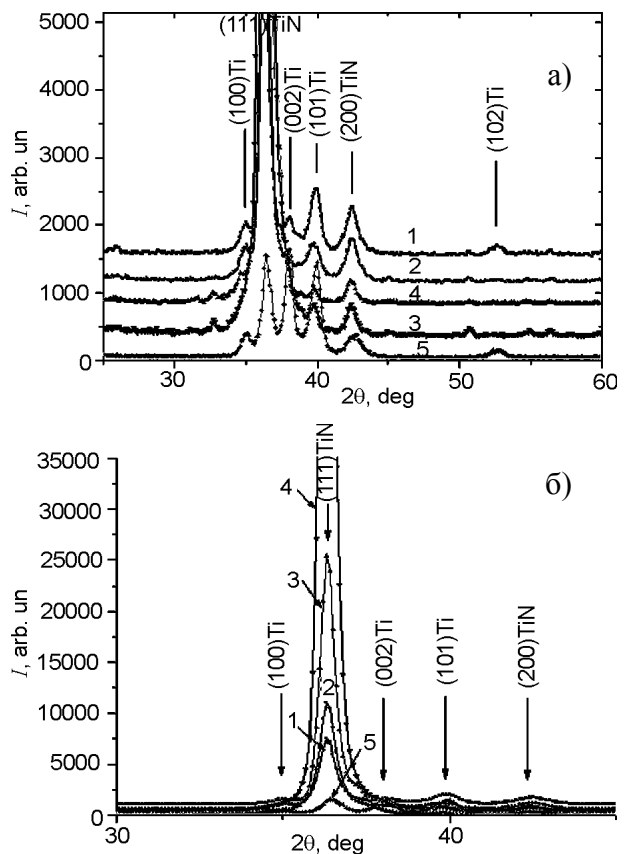 5000
4000
3000
2000
1000
0
30
40
50
60
I, arb. un
2θ, deg
(100)Ti
(111)TiN
(002)Ti
(101)Ti
(200)TiN
(102)Ti
1
2
4
3
5
а)
35000
30000
25000
20000
15000
10000
5000
0
30
40
I, arb. un
2θ, deg
(100)Ti
(111)TiN
(002)Ti
(101)Ti
(200)TiN
4
3
2
1
5
б)